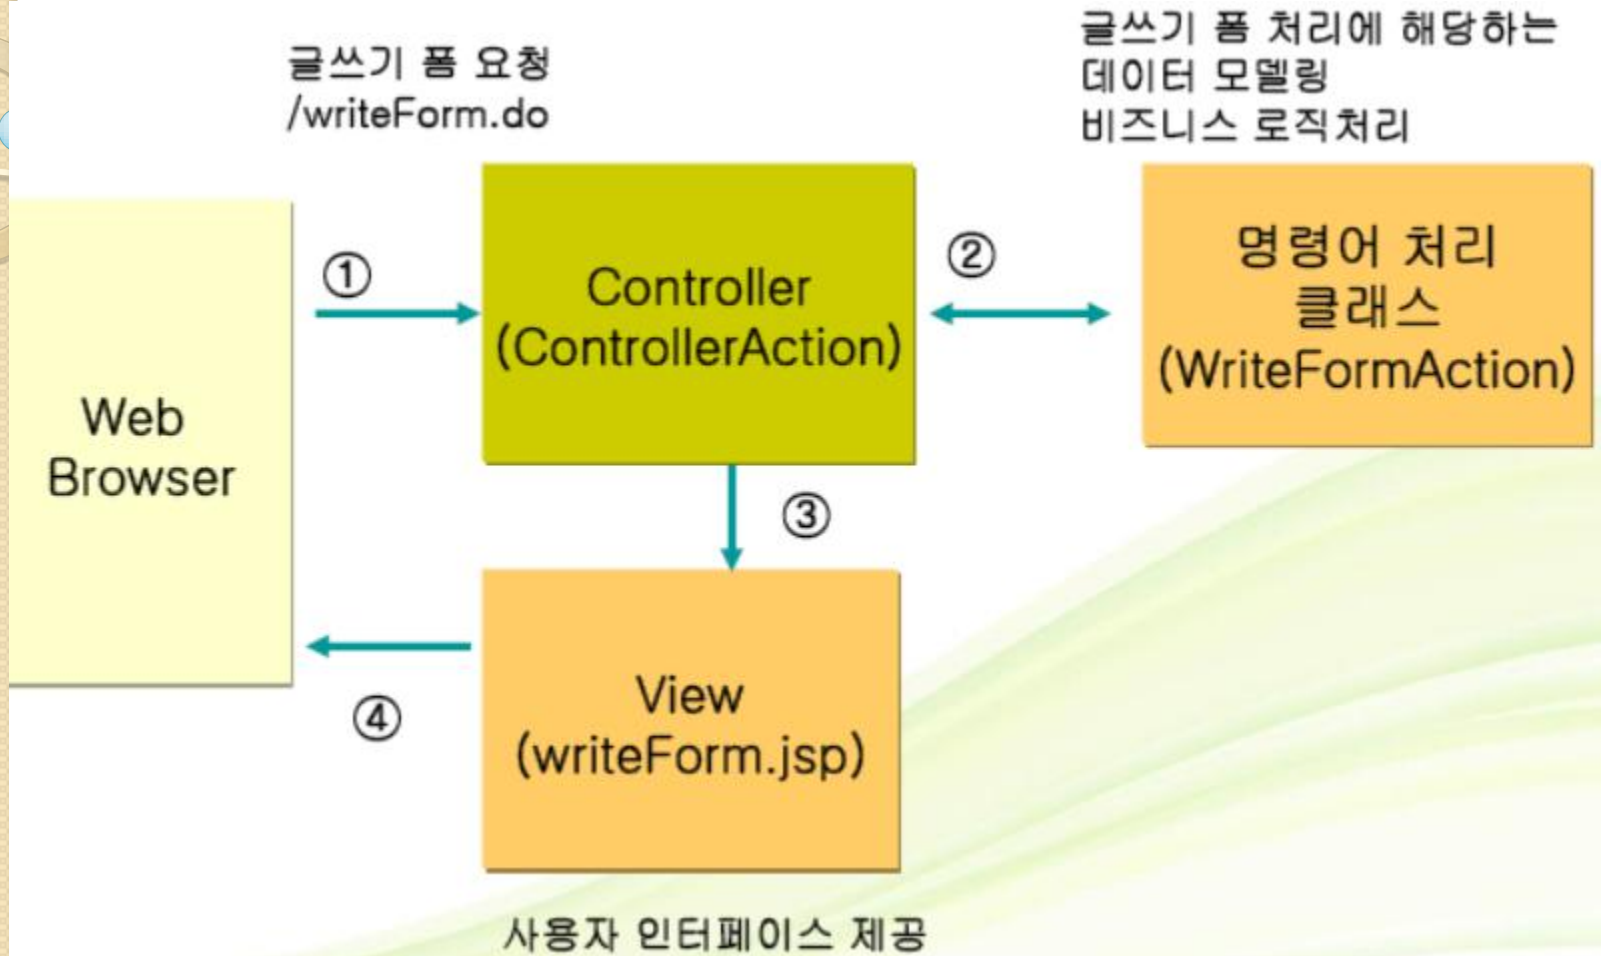 글쓰기 폼 요청
/writeForm.do
글쓰기 폼 처리에 해당하는
데이터 모델링
비즈니스 로직처리
Web
Browser
①
Controller
(ControllerAction)
②
명령어 처리
클래스
(WriteFormAction)
③
④
View
(writeForm.jsp)
사용자 인터페이스 제공